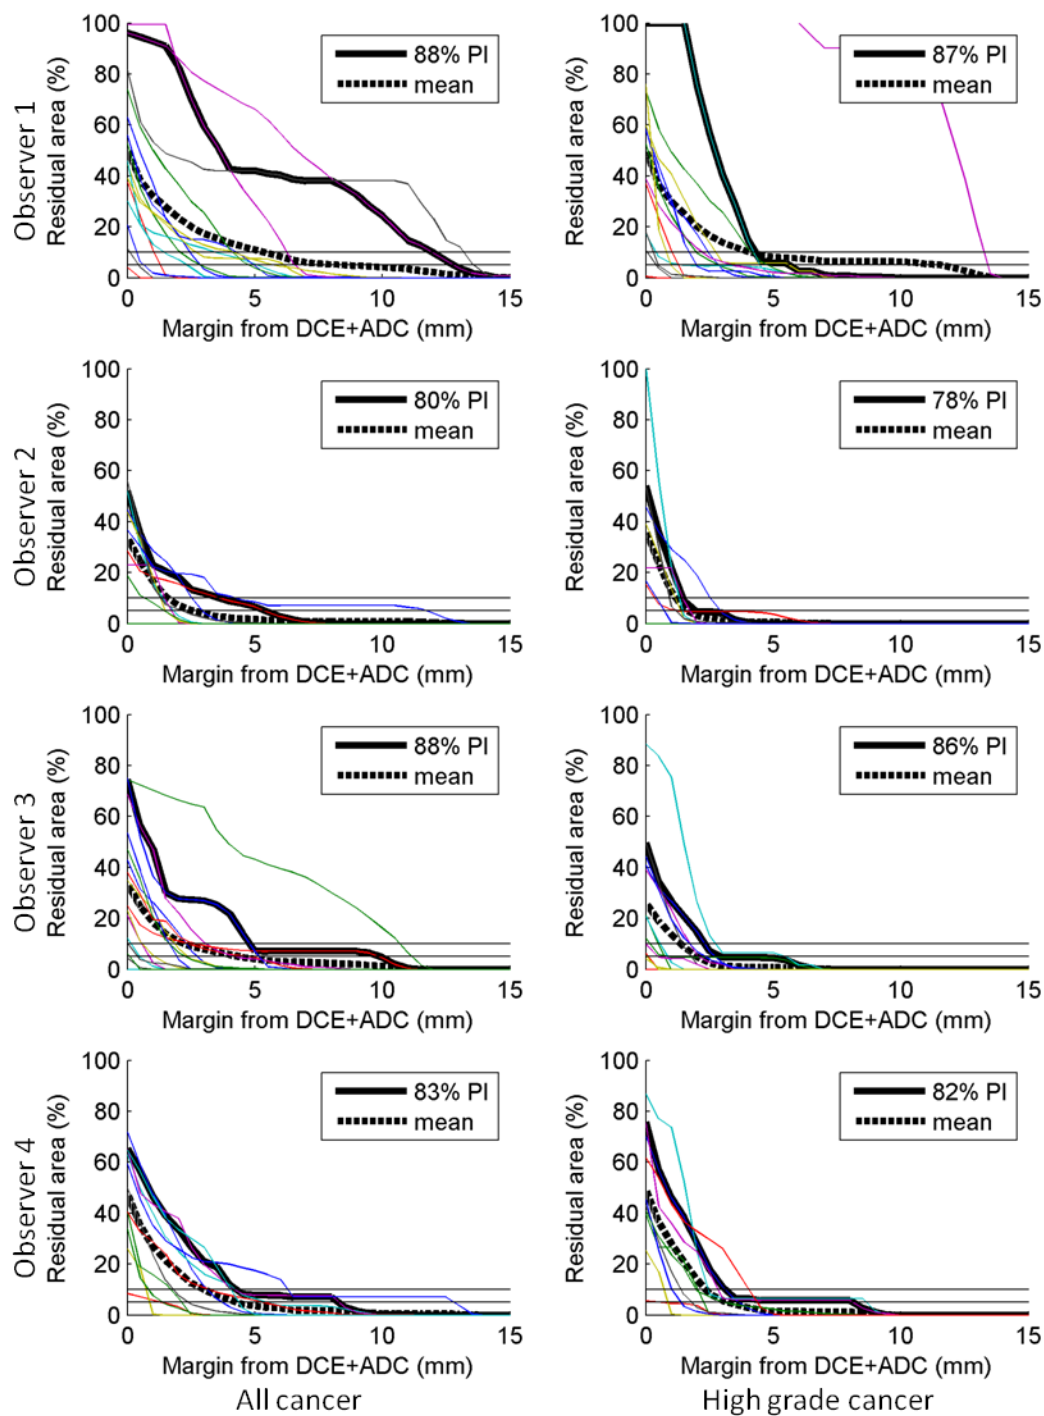 Observer 1
Residual area (%)
100
80
60
40
20
0
88% PI
mean
0 5 10 15
Margin from DCE+ADC (mm)
Residual area (%)
100
80
60
40
20
0
87% PI
mean
0 5 10 15
Margin from DCE+ADC (mm)
Observer 2
Residual area (%)
100
80
60
40
20
0
80% PI
mean
0 5 10 15
Margin from DCE+ADC (mm)
Residual area (%)
100
80
60
40
20
0
78% PI
mean
0 5 10 15
Margin from DCE+ADC (mm)
Observer 3
Residual area (%)
100
80
60
40
20
0
88% PI
mean
0 5 10 15
Margin from DCE+ADC (mm)
Residual area (%)
100
80
60
40
20
0
86% PI
mean
0 5 10 15
Margin from DCE+ADC (mm)
Observer 4
Residual area (%)
100
80
60
40
20
0
83% PI
mean
0 5 10 15
Margin from DCE+ADC (mm)
All cancer
Residual area (%)
100
80
60
40
20
0
82% PI
mean
0 5 10 15
Margin from DCE+ADC (mm)
High grade cancer